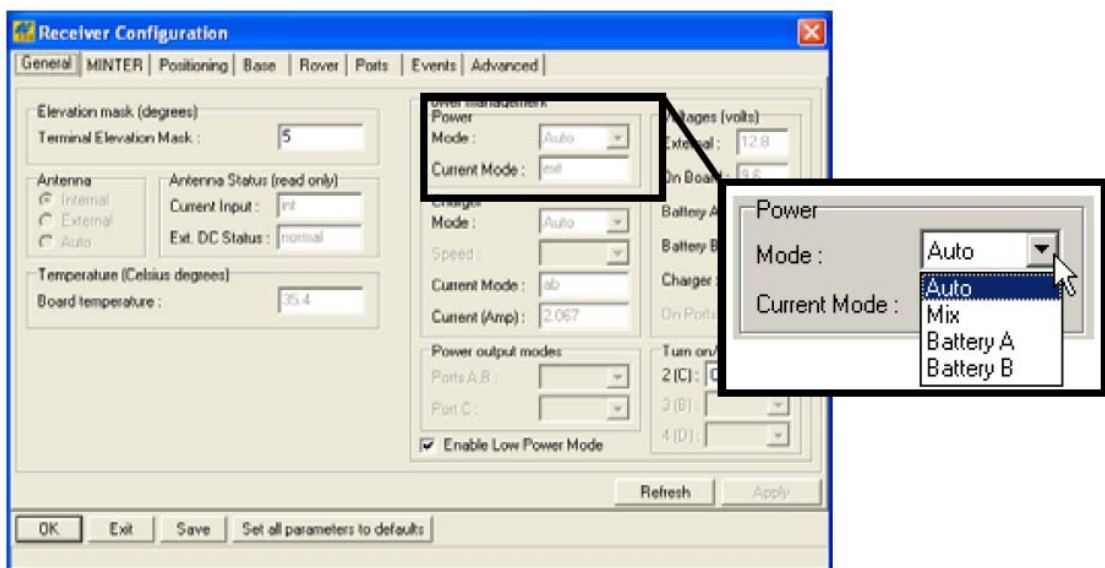 Receiver Configuration
General MINTER Positioning Base Rover Ports Events Advanced
Elevation mask (degrees)
Terminal Elevation Mask : 5
Antenna
Internal
External
Auto
Antenna Status (read only)
Current Input : int
Ext. DC Status : normal
Temperature (Celsius degrees)
Board temperature : 35.4
management
Power
Mode : Auto
Current Mode : ext
Charger
Mode : Auto
Speed :
Current Mode : ab
Current (Amp) : 2.067
Power output modes
Ports A,B :
Port C :
Enable Low Power Mode
(volts)
External : 12.8
On Board : 9.6
Battery A
Battery B
Charger :
On Ports
Turn on/
2 (C) :
3 (B) :
4 (D) :
Power
Mode : Auto
Auto
Mix
Battery A
Battery B
Current Mode :
Refresh Apply
OK Exit Save Set all parameters to defaults